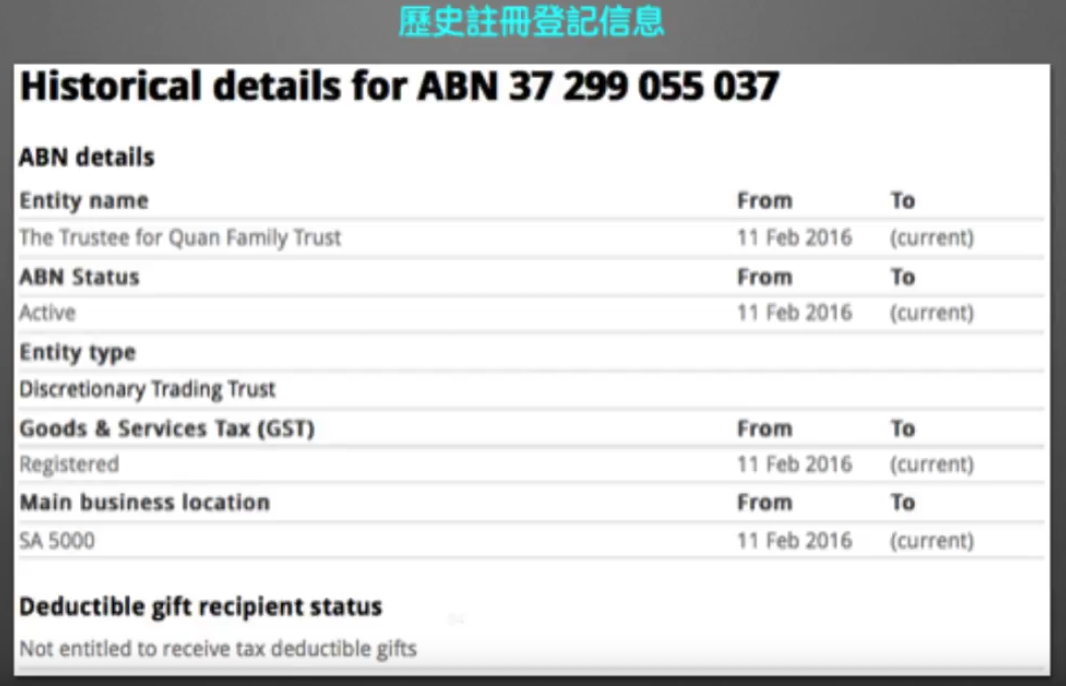 歷史註冊登記信息
Historical details for ABN 37 299 055 037
ABN details
Entity name From To
The Trustee for Quan Family Trust 11 Feb 2016 (current)
ABN Status From To
Active 11 Feb 2016 (current)
Entity type
Discretionary Trading Trust
Goods & Services Tax (GST) From To
Registered 11 Feb 2016 (current)
Main business location From To
SA 5000 11 Feb 2016 (current)
Deductible gift recipient status
Not entitled to receive tax deductible gifts